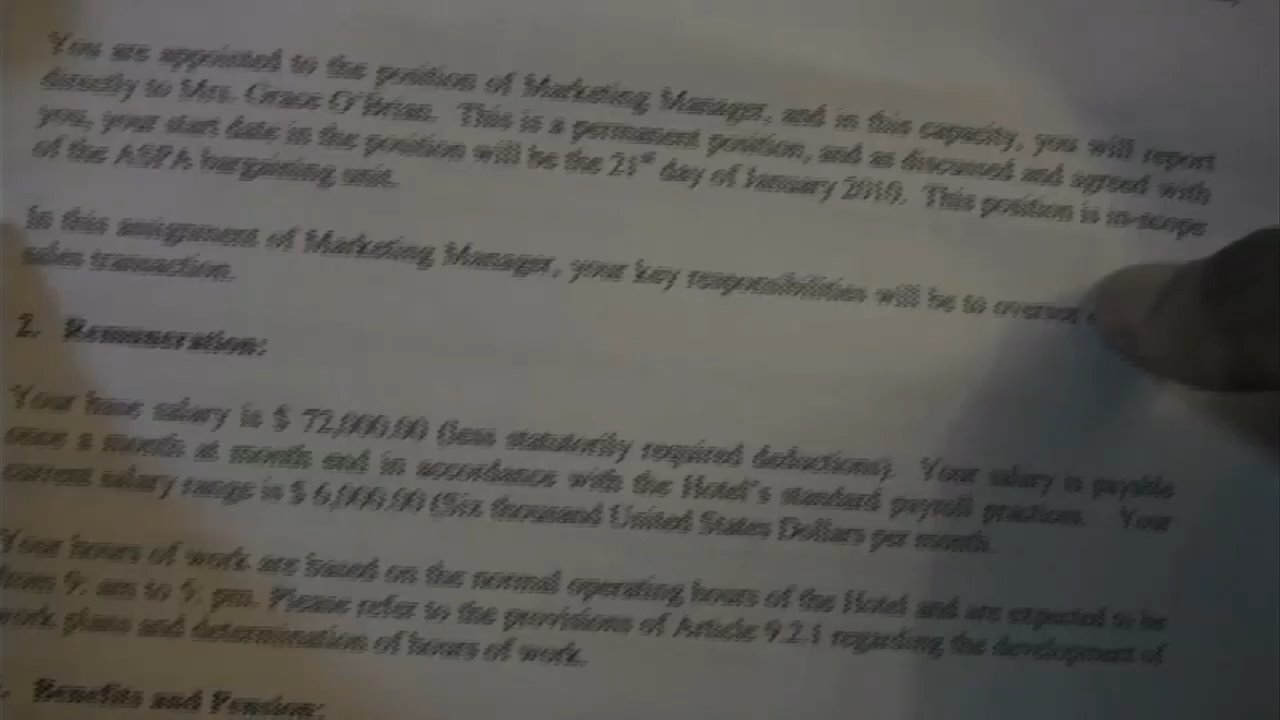 You are appointed to the position of Marketing Manager, and in this capacity, you will report
directly to Mrs. Grace O'Brian. This is a permanent position, and as discussed and agreed with
you, your start date in the position will be the 21st day of January 2010. This position is in-scope
of the ASPA bargaining unit.
In this assignment of Marketing Manager, your key responsibilities will be to oversee
sales transaction.
2. Remuneration:
Your base salary is $ 72,000.00 (less statutorily required deductions). Your salary is payable
once a month at month end in accordance with the Hotel's standard payroll practices. Your
current salary range is $ 6,000.00 (Six thousand United States Dollars per month.
Your hours of work are based on the normal operating hours of the Hotel and are expected to be
from 9: am to 5: pm. Please refer to the provisions of Article 9.2.1 regarding the development of
work plans and determination of hours of work.
Benefits and Pension: